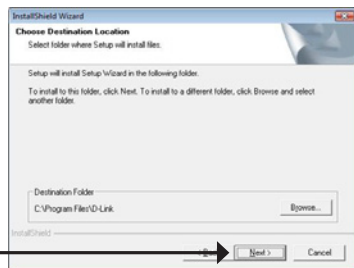 InstallShield Wizard
Choose Destination Location
Select folder where Setup will install files.
Setup will install Setup Wizard in the following folder.
To install to this folder, click Next. To install to a different folder, click Browse and select
another folder.
Destination Folder
C:\Program Files\D-Link
Browse...
InstallShield
Next >
Cancel